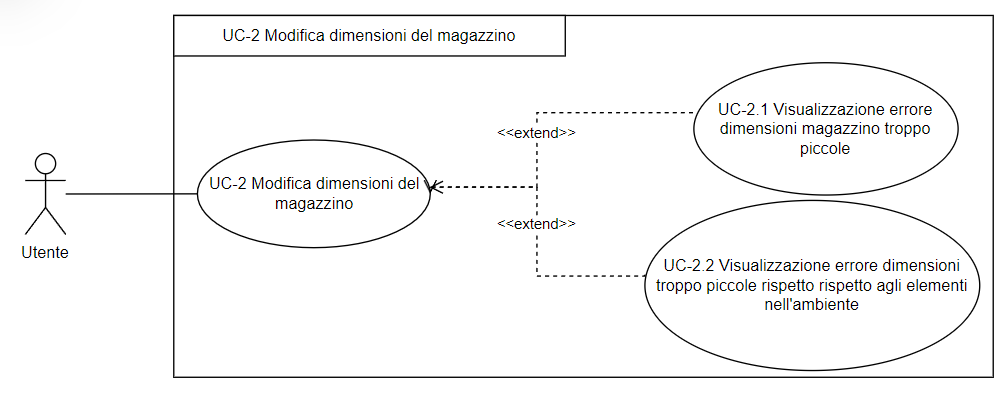 UC-2 Modifica dimensioni del magazzino
UC-2.1 Visualizzazione errore
dimensioni magazzino troppo
piccole
<<extend>>
UC-2 Modifica dimensioni del
magazzino
Utente
<<extend>>
UC-2.2 Visualizzazione errore dimensioni
troppo piccole rispetto rispetto agli elementi
nell'ambiente